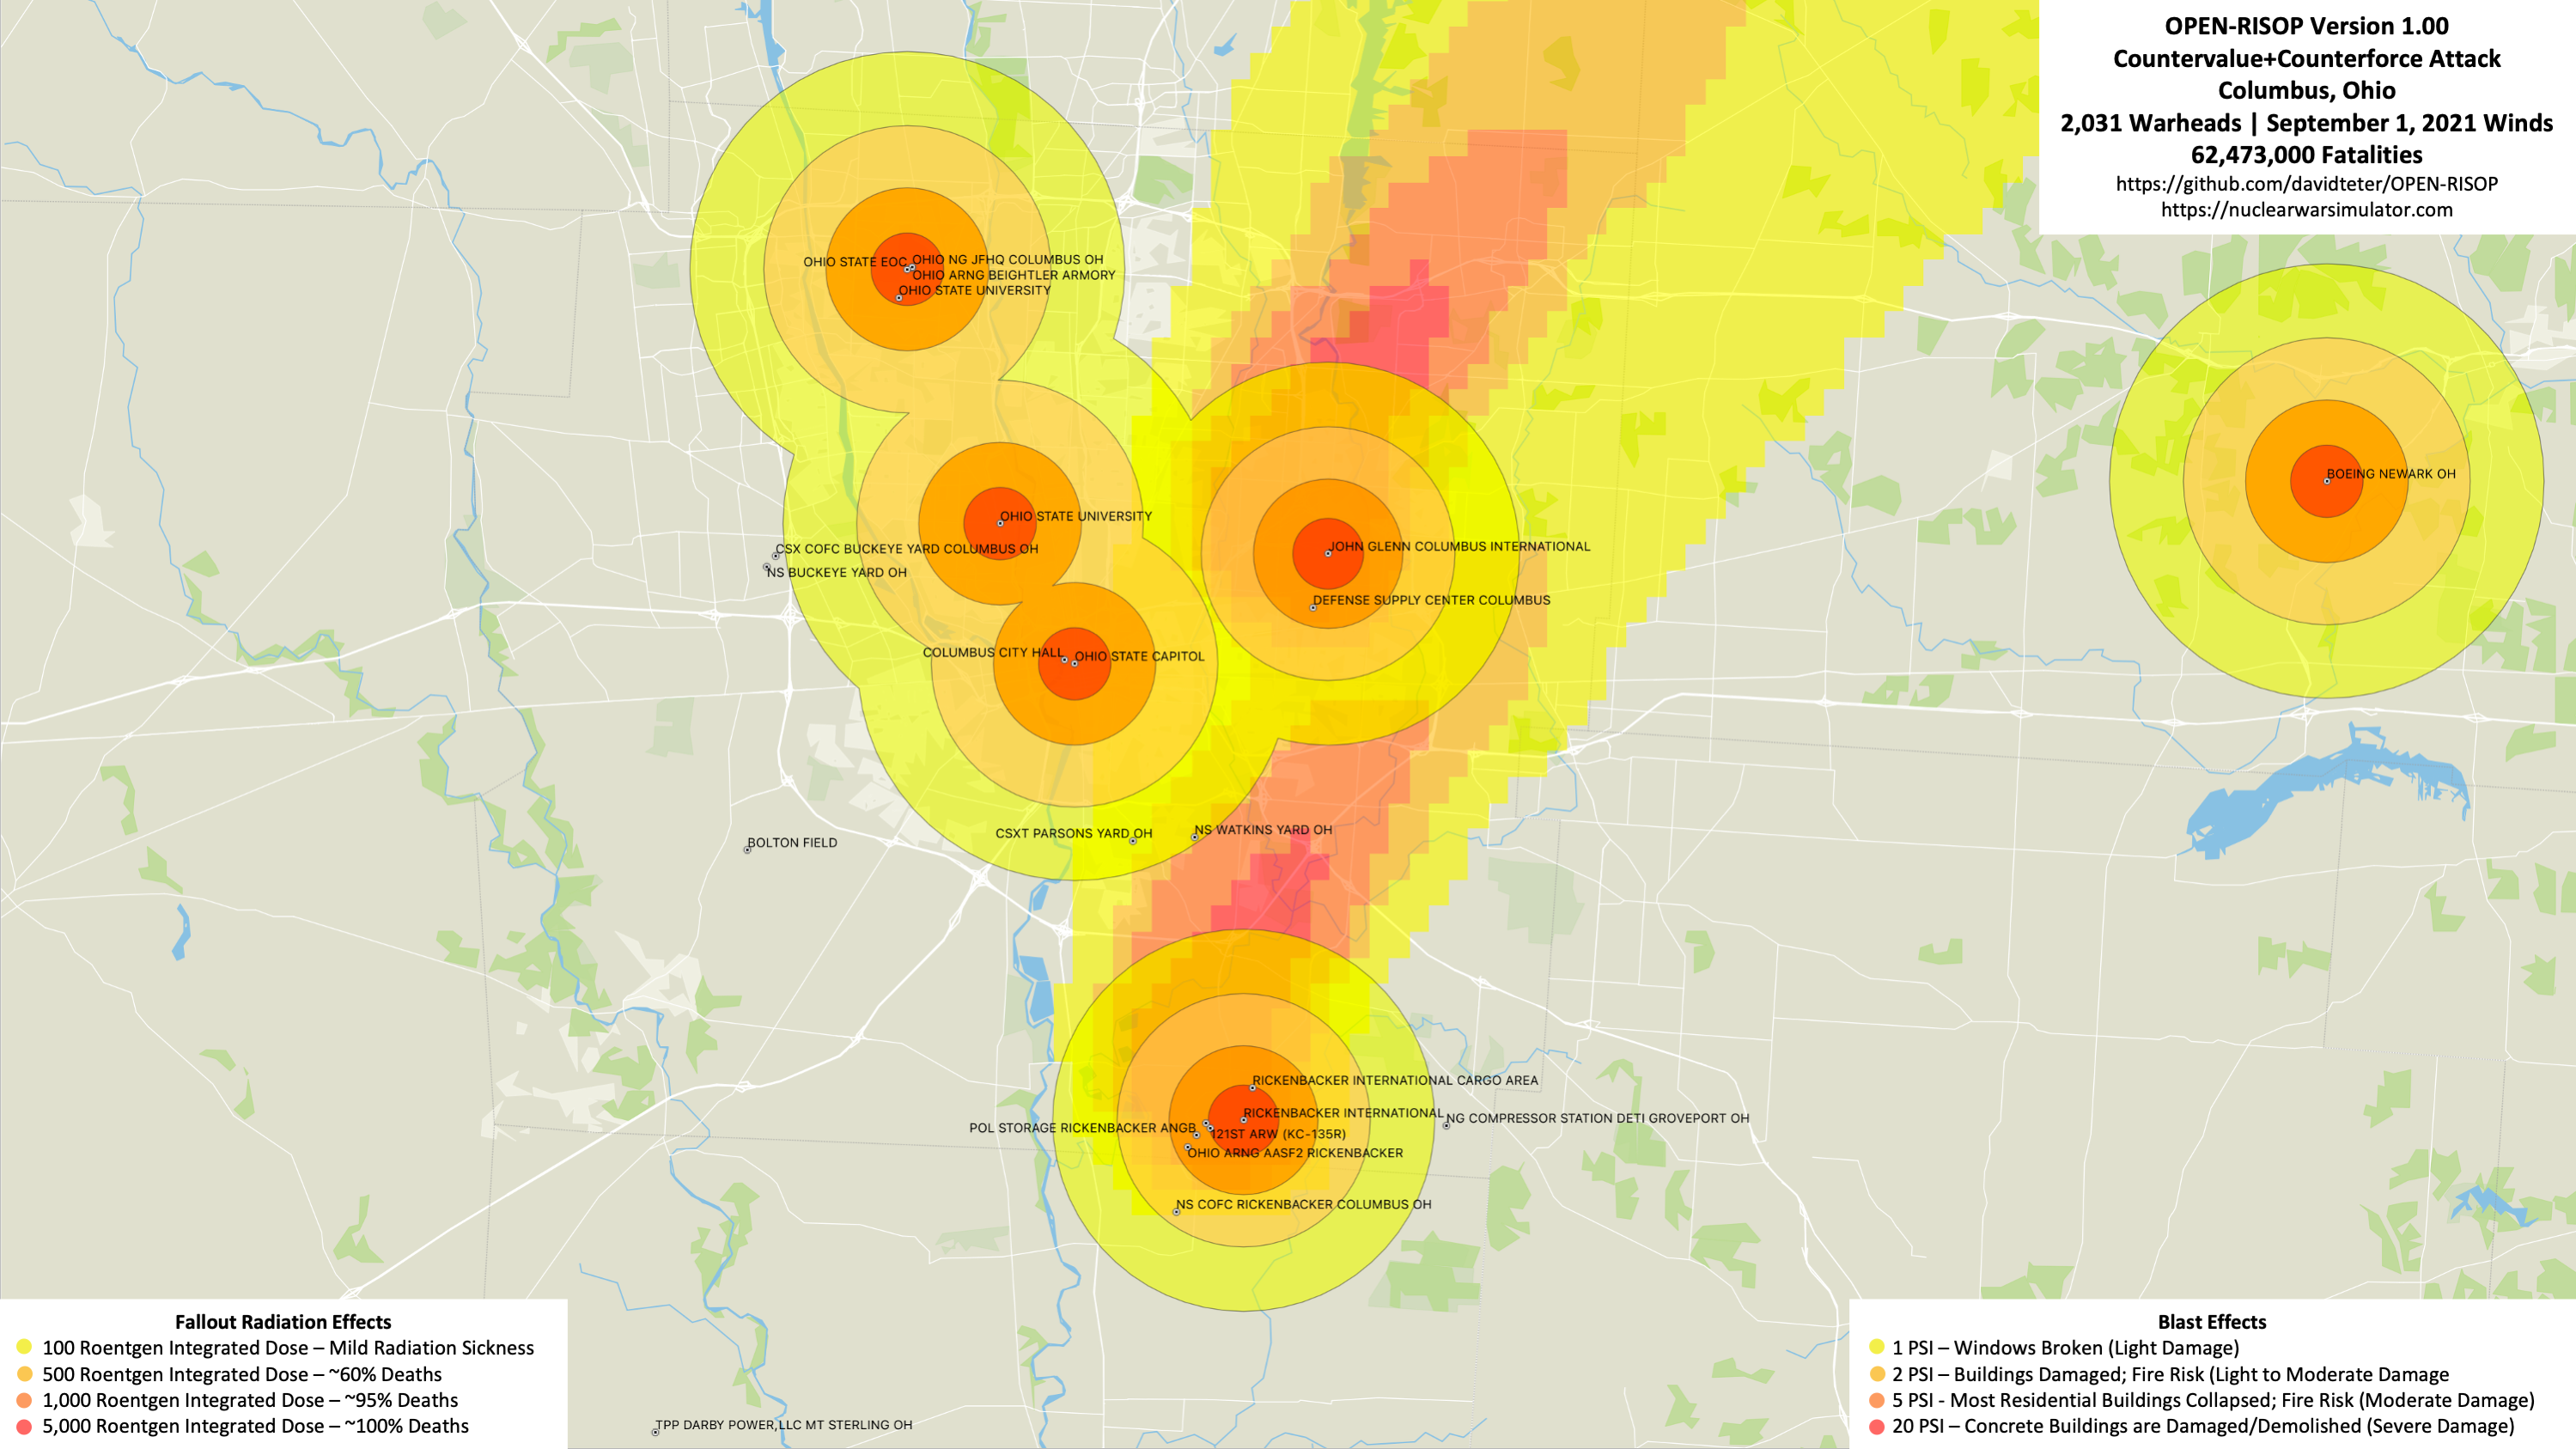 OPEN-RISOP Version 1.00
Countervalue+Counterforce Attack
Columbus, Ohio
2,031 Warheads | September 1, 2021 Winds
62,473,000 Fatalities
https://github.com/davidteter/OPEN-RISOP
https://nuclearwarsimulator.com
OHIO STATE EOC
OHIO NG JFHQ COLUMBUS OH
OHIO ARNG BEIGHTLER ARMORY
OHIO STATE UNIVERSITY
BOEING NEWARK OH
OHIO STATE UNIVERSITY
CSX COFC BUCKEYE YARD COLUMBUS OH
NS BUCKEYE YARD OH
JOHN GLENN COLUMBUS INTERNATIONAL
DEFENSE SUPPLY CENTER COLUMBUS
COLUMBUS CITY HALL
OHIO STATE CAPITOL
CSXT PARSONS YARD OH
NS WATKINS YARD OH
BOLTON FIELD
RICKENBACKER INTERNATIONAL CARGO AREA
RICKENBACKER INTERNATIONAL
NG COMPRESSOR STATION DETI GROVEPORT OH
POL STORAGE RICKENBACKER ANGB
121ST ARW (KC-135R)
OHIO ARNG AASF2 RICKENBACKER
NS COFC RICKENBACKER COLUMBUS OH
TPP DARBY POWER,LLC MT STERLING OH
Fallout Radiation Effects
100 Roentgen Integrated Dose – Mild Radiation Sickness
500 Roentgen Integrated Dose – ~60% Deaths
1,000 Roentgen Integrated Dose – ~95% Deaths
5,000 Roentgen Integrated Dose – ~100% Deaths
Blast Effects
1 PSI – Windows Broken (Light Damage)
2 PSI – Buildings Damaged; Fire Risk (Light to Moderate Damage
5 PSI - Most Residential Buildings Collapsed; Fire Risk (Moderate Damage)
20 PSI – Concrete Buildings are Damaged/Demolished (Severe Damage)